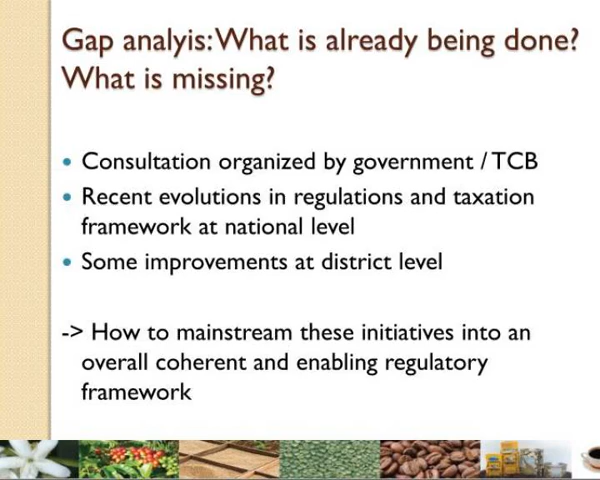 Gap analyis: What is already being done?
What is missing?
• Consultation organized by government / TCB
• Recent evolutions in regulations and taxation
framework at national level
• Some improvements at district level
-> How to mainstream these initiatives into an
overall coherent and enabling regulatory
framework